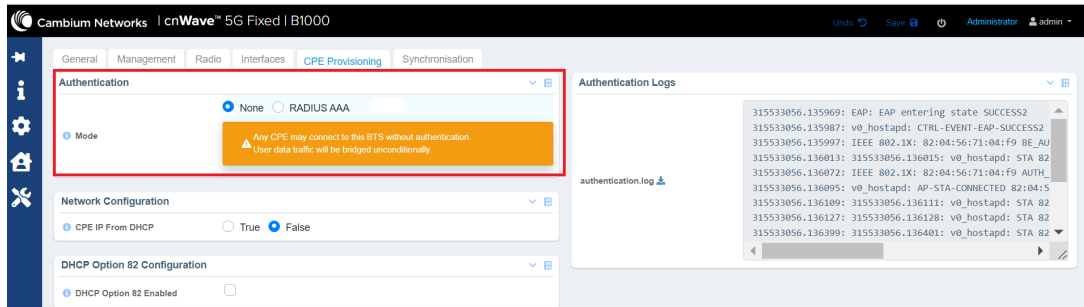 Cambium Networks | cnWave™ 5G Fixed | B1000
Undo Save Administrator admin
General Management Radio Interfaces CPE Provisioning Synchronisation
Authentication
None RADIUS AAA
Mode
Any CPE may connect to this BTS without authentication.
User data traffic will be bridged unconditionally.
Network Configuration
CPE IP From DHCP True False
DHCP Option 82 Configuration
DHCP Option 82 Enabled
Authentication Logs
authentication.log
315533056.135969: EAP: EAP entering state SUCCESS2
315533056.135987: v0_hostapd: CTRL-EVENT-EAP-SUCCESS2
315533056.135997: IEEE 802.1X: 82:04:56:71:04:f9 BE_AU
315533056.136013: 315533056.136015: v0_hostapd: STA 82
315533056.136072: IEEE 802.1X: 82:04:56:71:04:f9 AUTH_
315533056.136095: v0_hostapd: AP-STA-CONNECTED 82:04:5
315533056.136109: 315533056.136111: v0_hostapd: STA 82
315533056.136127: 315533056.136128: v0_hostapd: STA 82
315533056.136399: 315533056.136401: v0_hostapd: STA 82